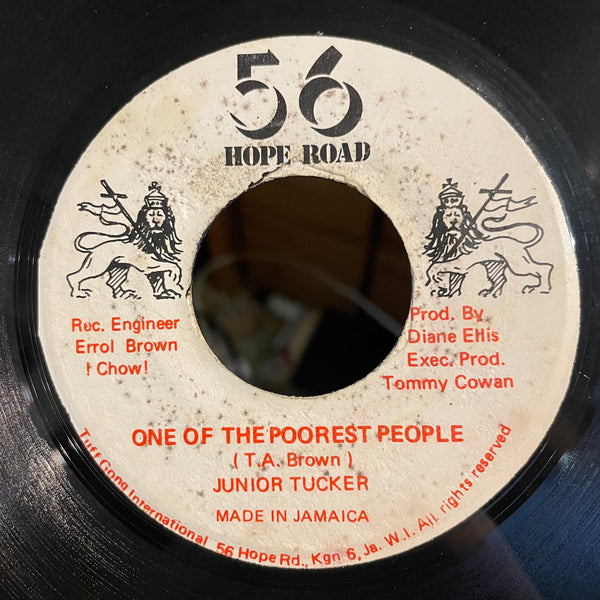 56
HOPE ROAD
Rec. Engineer
Errol Brown
! Chow!
Prod. By
Diane Ellis
Exec. Prod.
Tommy Cowan
ONE OF THE POOREST PEOPLE
( T.A. Brown )
JUNIOR TUCKER
MADE IN JAMAICA
Tuff Gong International 56 Hope Rd., Kgn 6, Ja. W.I. All rights reserved